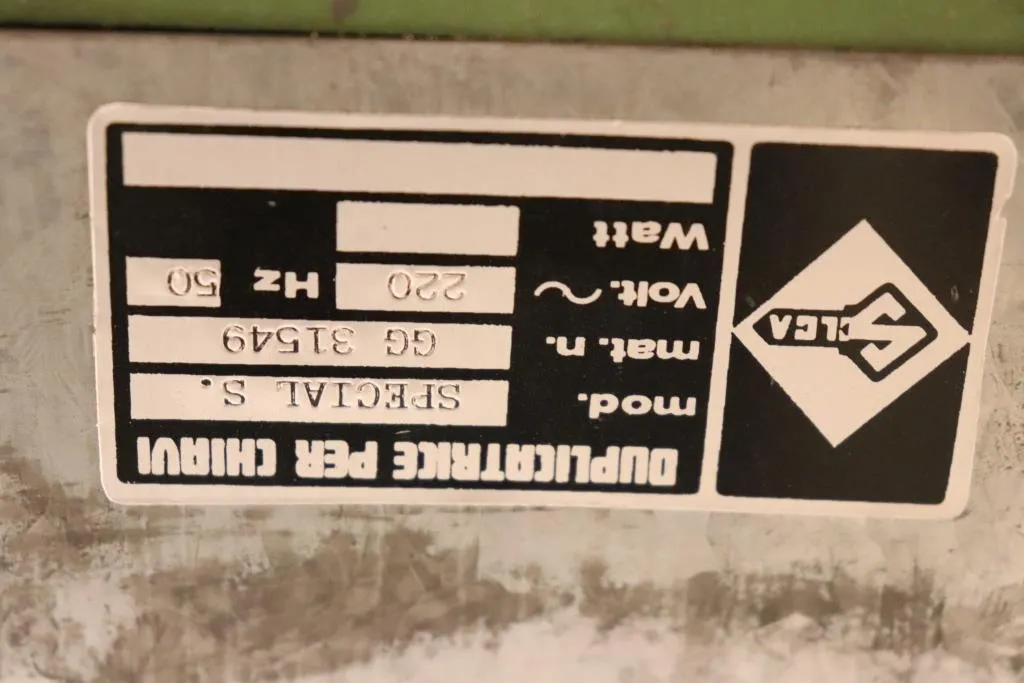 SILCA
DUPLICATRICE PER CHIAVI
mod. SPECIAL S.
mat. n. GG 31549
Volt. ~ 220 Hz 50
Watt